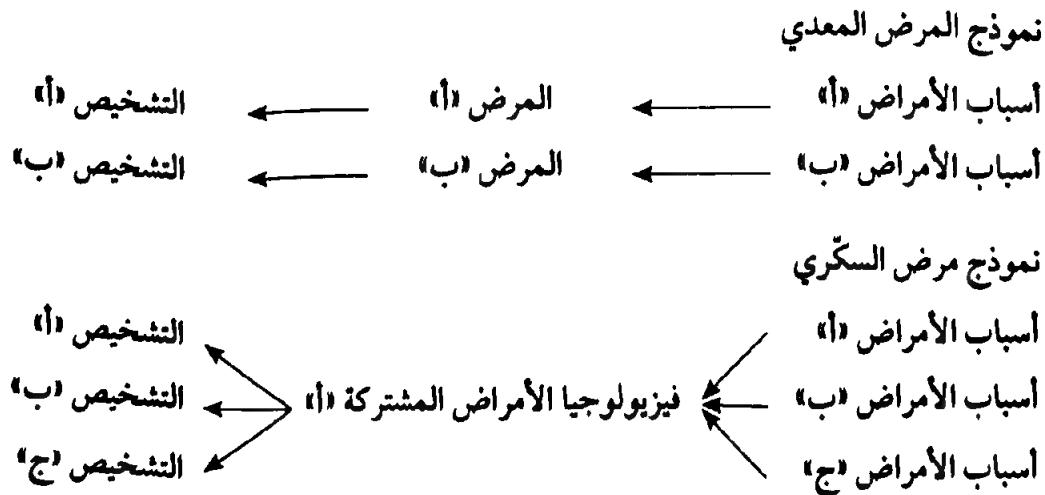 نموذج المرض المعدي
أسباب الأمراض «أ» المرض «أ» التشخيص «أ»
أسباب الأمراض «ب» المرض «ب» التشخيص «ب»
نموذج مرض السكّري
أسباب الأمراض «أ» التشخيص «أ»
أسباب الأمراض «ب» فيزيولوجيا الأمراض المشتركة «أ» التشخيص «ب»
أسباب الأمراض «ج» التشخيص «ج»